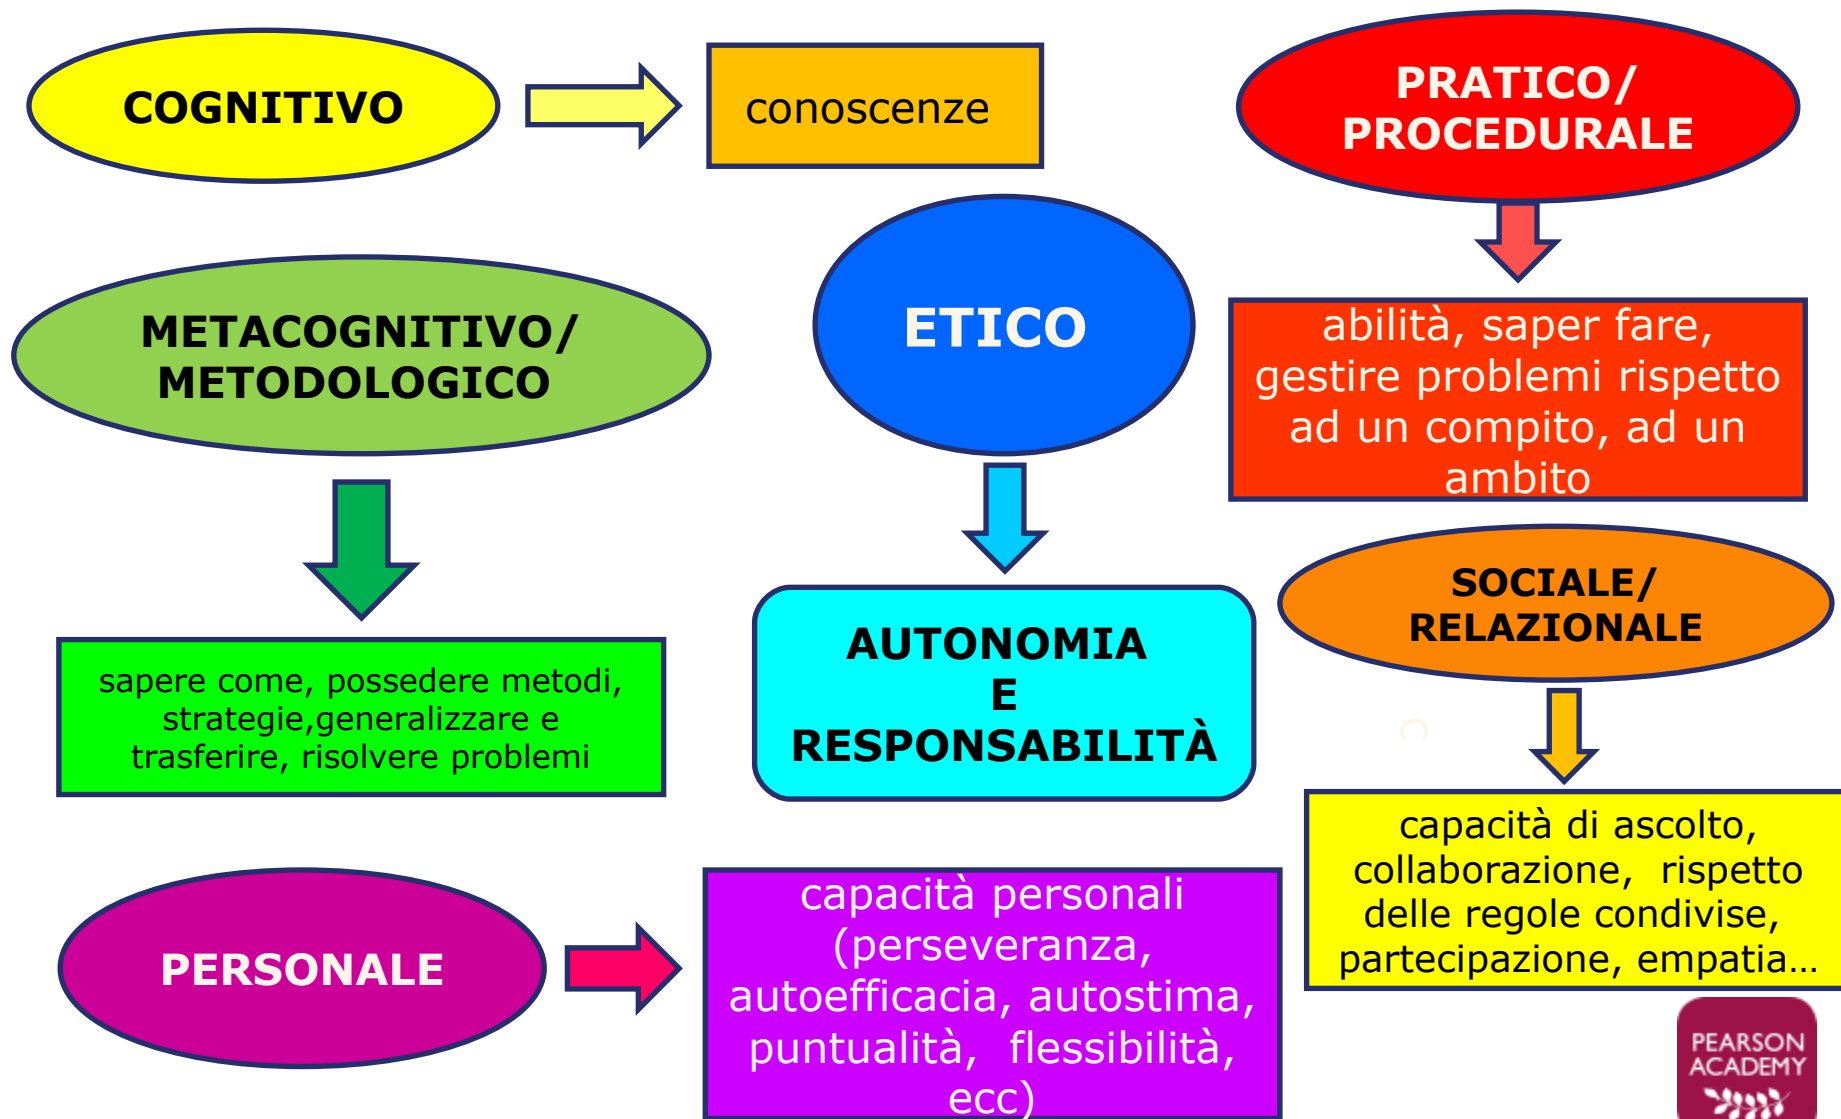 COGNITIVO
conoscenze
PRATICO/
PROCEDURALE
abilità, saper fare,
gestire problemi rispetto
ad un compito, ad un
ambito
METACOGNITIVO/
METODOLOGICO
sapere come, possedere metodi,
strategie,generalizzare e
trasferire, risolvere problemi
ETICO
AUTONOMIA
E
RESPONSABILITÀ
SOCIALE/
RELAZIONALE
capacità di ascolto,
collaborazione, rispetto
delle regole condivise,
partecipazione, empatia…
PERSONALE
capacità personali
(perseveranza,
autoefficacia, autostima,
puntualità, flessibilità,
ecc)
PEARSON
ACADEMY